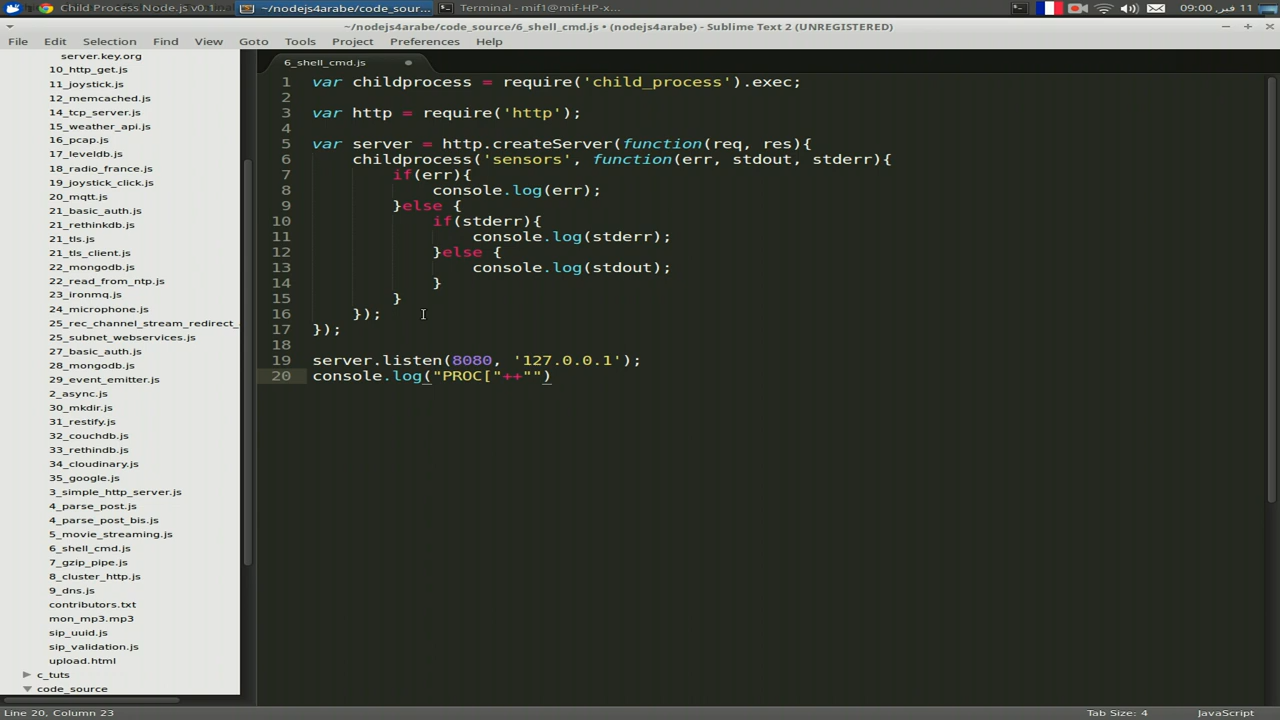 Child Process Node.js v0.1...
~/nodejs4arabe/code_sour...
Terminal - mif1@mif-HP-x...
11 فبر, 09:00
~/nodejs4arabe/code_source/6_shell_cmd.js • (nodejs4arabe) - Sublime Text 2 (UNREGISTERED)
File Edit Selection Find View Goto Tools Project Preferences Help
server.key.org
10_http_get.js
11_joystick.js
12_memcached.js
14_tcp_server.js
15_weather_api.js
16_pcap.js
17_leveldb.js
18_radio_france.js
19_joystick_click.js
20_mqtt.js
21_basic_auth.js
21_rethinkdb.js
21_tls.js
21_tls_client.js
22_mongodb.js
22_read_from_ntp.js
23_ironmq.js
24_microphone.js
25_rec_channel_stream_redirect_
25_subnet_webservices.js
27_basic_auth.js
28_mongodb.js
29_event_emitter.js
2_async.js
30_mkdir.js
31_restify.js
32_couchdb.js
33_rethindb.js
34_cloudinary.js
35_google.js
3_simple_http_server.js
4_parse_post.js
4_parse_post_bis.js
5_movie_streaming.js
6_shell_cmd.js
7_gzip_pipe.js
8_cluster_http.js
9_dns.js
contributors.txt
mon_mp3.mp3
sip_uuid.js
sip_validation.js
upload.html
c_tuts
code_source
6_shell_cmd.js
1 var childprocess = require('child_process').exec;
2
3 var http = require('http');
4
5 var server = http.createServer(function(req, res){
6 childprocess('sensors', function(err, stdout, stderr){
7 if(err){
8 console.log(err);
9 }else {
10 if(stderr){
11 console.log(stderr);
12 }else {
13 console.log(stdout);
14 }
15 }
16 });
17 });
18
19 server.listen(8080, '127.0.0.1');
20 console.log("PROC["++"")
Line 20, Column 23
Tab Size: 4
JavaScript